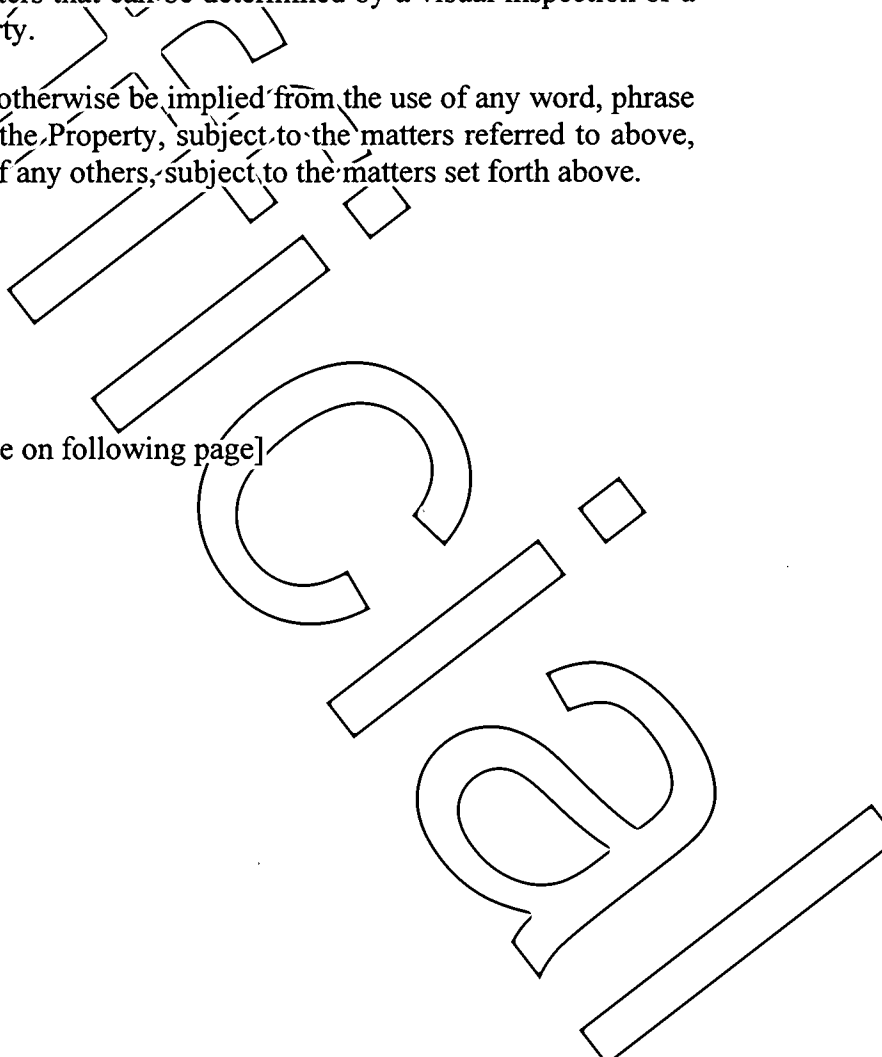 ters that can be determined by a visual inspection of a
ty.
otherwise be implied from the use of any word, phrase
the Property, subject to the matters referred to above,
f any others, subject to the matters set forth above.
e on following page]
ficial